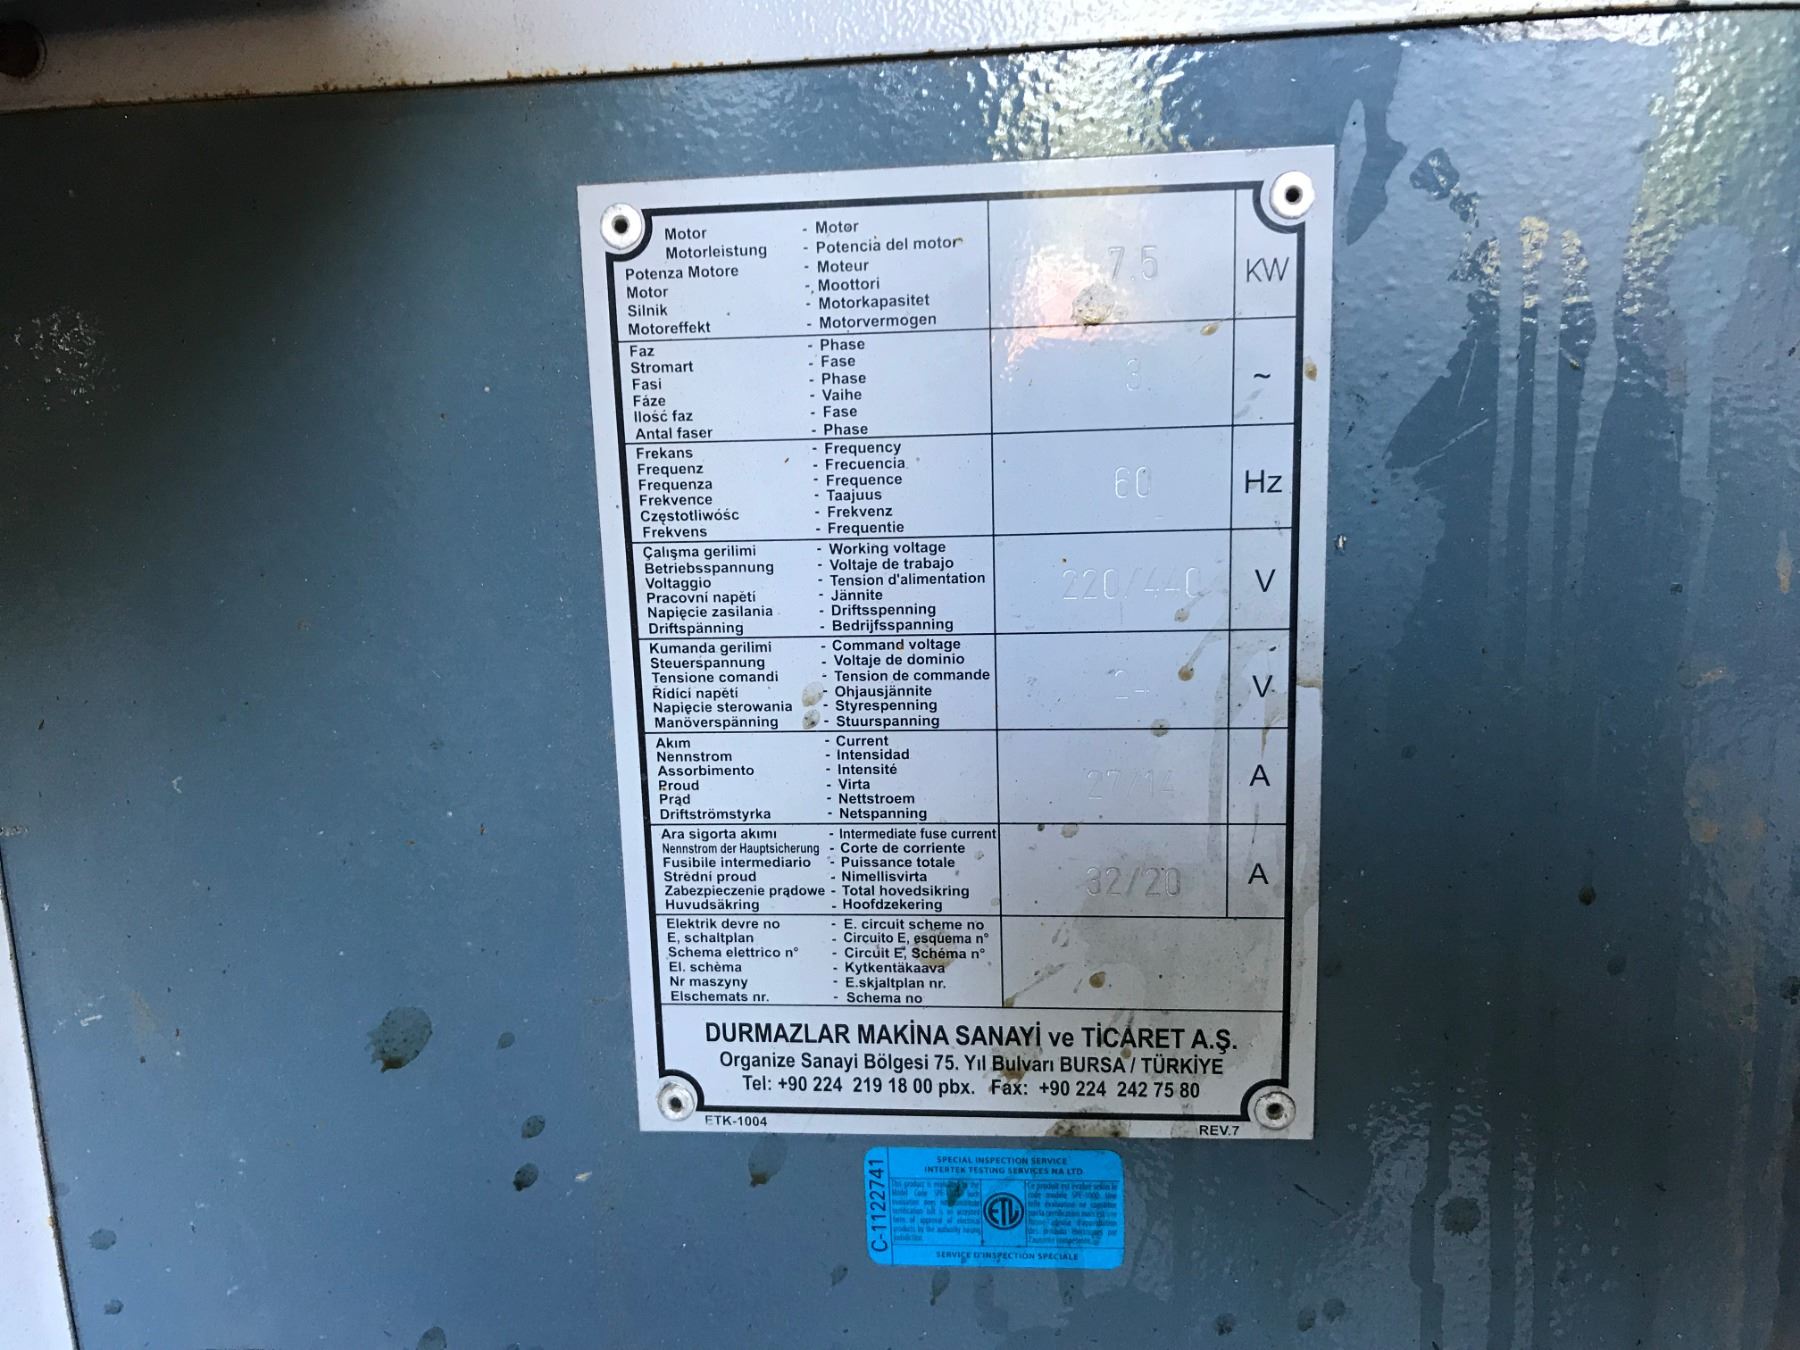 Motor - Motor
Motorleistung - Potencia del motor
Potenza Motore - Moteur
Motor - Moottori
Silnik - Motorkapasitet
Motoreffekt - Motorvermogen
7.5 KW
Faz - Phase
Stromart - Fase
Fasi - Phase
Fáze - Vaihe
Ilość faz - Fase
Antal faser - Phase
3 ~
Frekans - Frequency
Frequenz - Frecuencia
Frequenza - Frequence
Frekvence - Taajuus
Częstotliwóśc - Frekvenz
Frekvens - Frequentie
60 Hz
Çalışma gerilimi - Working voltage
Betriebsspannung - Voltaje de trabajo
Voltaggio - Tension d'alimentation
Pracovní napětí - Jännite
Napięcie zasilania - Driftsspenning
Driftspänning - Bedrijfsspanning
220/440 V
Kumanda gerilimi - Command voltage
Steuerspannung - Voltaje de dominio
Tensione comandi - Tension de commande
Řídící napětí - Ohjausjännite
Napięcie sterowania - Styrespenning
Manöverspänning - Stuurspanning
24 V
Akım - Current
Nennstrom - Intensidad
Assorbimento - Intensité
Proud - Virta
Prąd - Nettstroem
Driftströmstyrka - Netspanning
27/14 A
Ara sigorta akımı - Intermediate fuse current
Nennstrom der Hauptsicherung - Corte de corriente
Fusibile intermediario - Puissance totale
Strědní proud - Nimellisvirta
Zabezpieczenie prądowe - Total hovedsikring
Huvudsäkring - Hoofdzekering
32/20 A
Elektrik devre no - E. circuit scheme no
E, schaltplan - Circuito E, esquema n°
Schema elettrico n° - Circuit E, Schéma n°
El. schèma - Kytkentäkaava
Nr maszyny - E.skjaltplan nr.
Elschemats nr. - Schema no
DURMAZLAR MAKİNA SANAYİ ve TİCARET A.Ş.
Organize Sanayi Bölgesi 75. Yıl Bulvarı BURSA / TÜRKİYE
Tel: +90 224 219 18 00 pbx. Fax: +90 224 242 75 80
ETK-1004 REV.7
SPECIAL INSPECTION SERVICE
INTERTEK TESTING SERVICES NA LTD
C-1122741
ETL
SERVICE D'INSPECTION SPECIALE